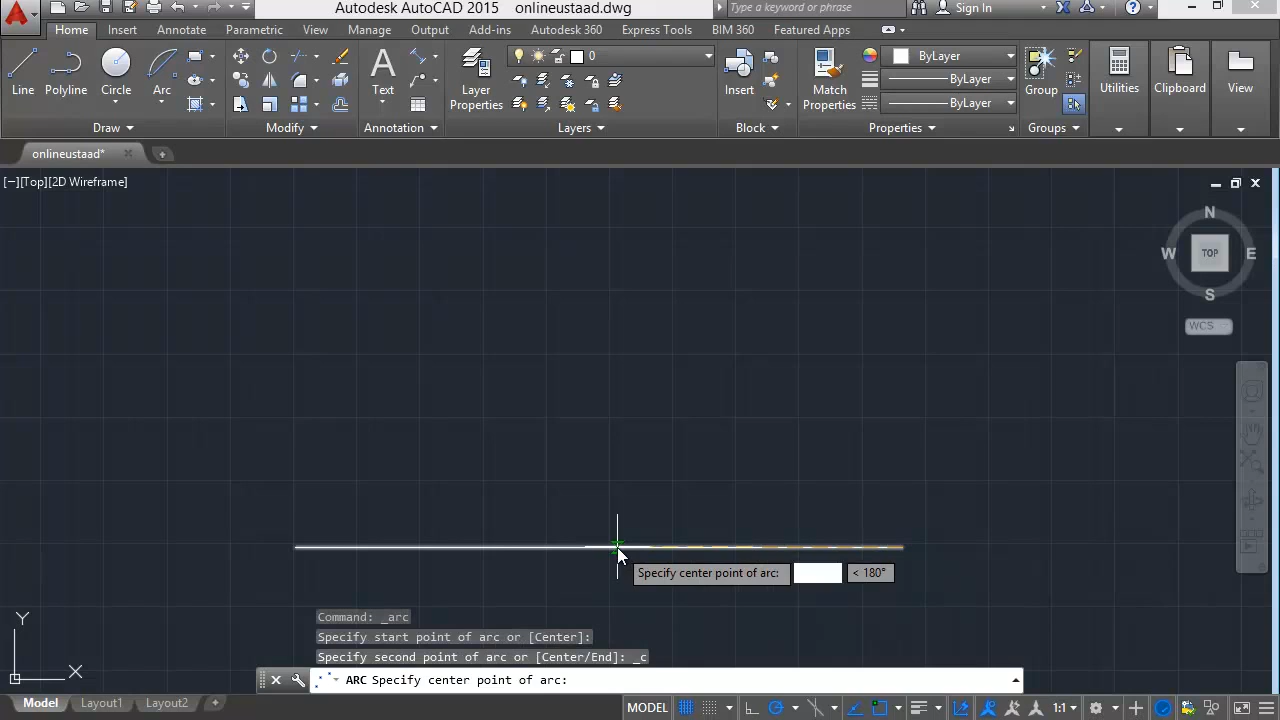 Autodesk AutoCAD 2015 onlineustaad.dwg
Type a keyword or phrase
Sign In
Home Insert Annotate Parametric View Manage Output Add-ins Autodesk 360 Express Tools BIM 360 Featured Apps
0
ByLayer
ByLayer
ByLayer
Line Polyline Circle Arc
Text
Layer Properties
Insert
Match Properties
Group
Utilities
Clipboard
View
Draw Modify Annotation Layers Block Properties Groups
onlineustaad*
[−][Top][2D Wireframe]
N
W TOP E
S
WCS
Specify center point of arc: < 180°
Command: _arc
Specify start point of arc or [Center]:
Specify second point of arc or [Center/End]: _c
ARC Specify center point of arc:
Y
X
Model Layout1 Layout2
MODEL
1:1